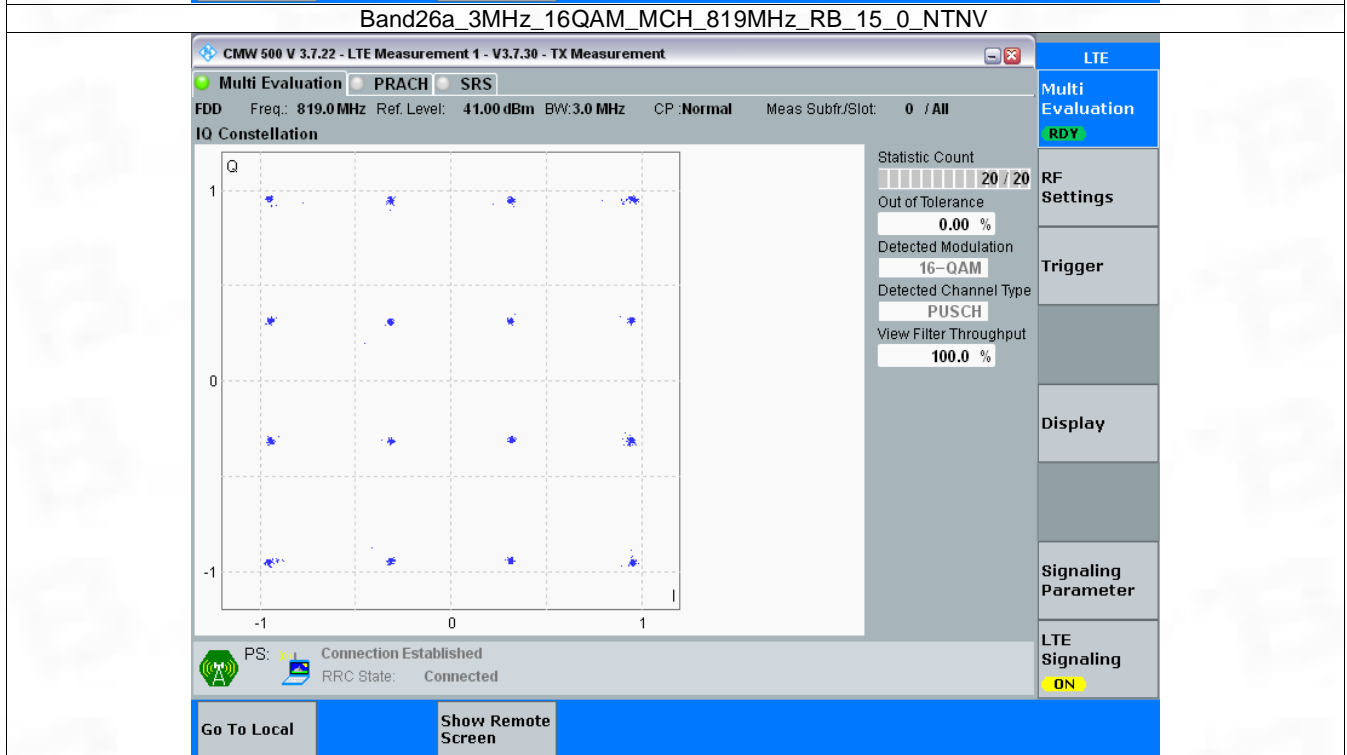 Band26a_3MHz_16QAM_MCH_819MHz_RB_15_0_NTNV
CMW 500 V 3.7.22 - LTE Measurement 1 - V3.7.30 - TX Measurement
LTE
Multi Evaluation PRACH SRS
Multi
Evaluation
RDY
FDD Freq.: 819.0 MHz Ref. Level: 41.00 dBm BW:3.0 MHz CP :Normal Meas Subfr./Slot: 0 / All
IQ Constellation
Q
1
0
-1
I
-1 0 1
Statistic Count
20 / 20
Out of Tolerance
0.00 %
Detected Modulation
16-QAM
Detected Channel Type
PUSCH
View Filter Throughput
100.0 %
RF
Settings
Trigger
Display
Signaling
Parameter
LTE
Signaling
ON
PS: Connection Established
RRC State: Connected
Go To Local
Show Remote
Screen